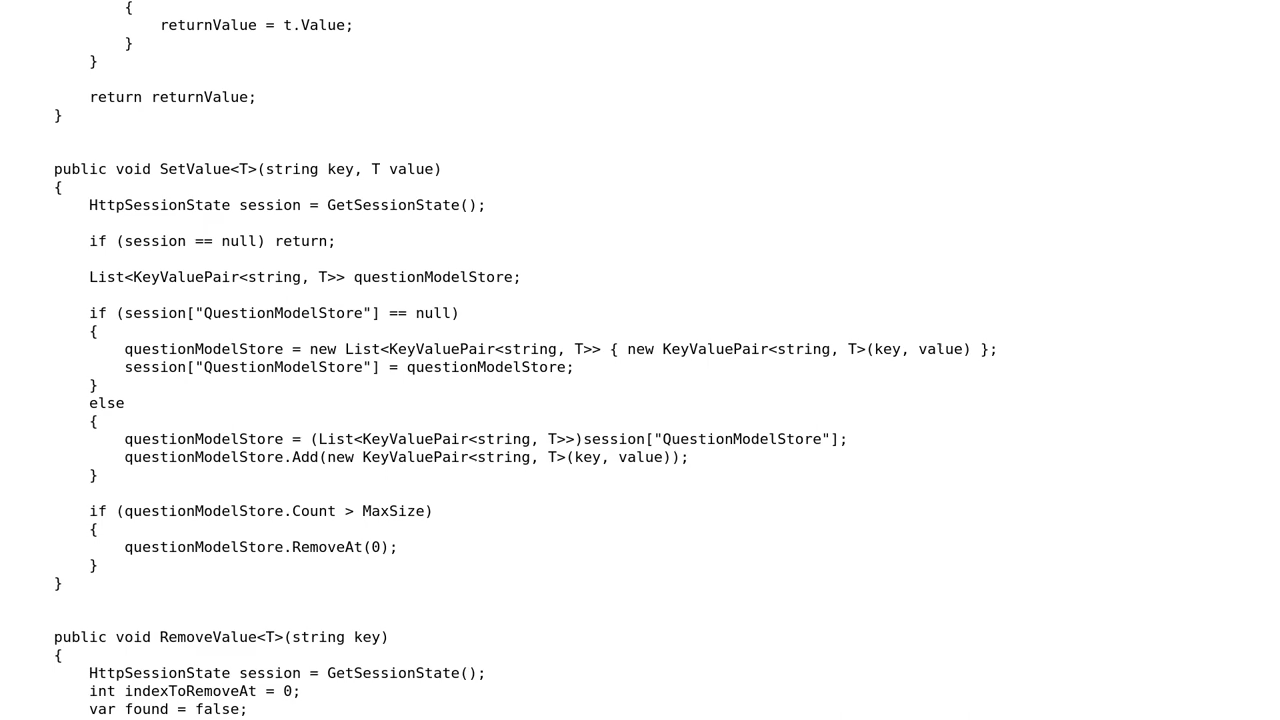 {
            returnValue = t.Value;
        }
    }

    return returnValue;
}


public void SetValue<T>(string key, T value)
{
    HttpSessionState session = GetSessionState();

    if (session == null) return;

    List<KeyValuePair<string, T>> questionModelStore;

    if (session["QuestionModelStore"] == null)
    {
        questionModelStore = new List<KeyValuePair<string, T>> { new KeyValuePair<string, T>(key, value) };
        session["QuestionModelStore"] = questionModelStore;
    }
    else
    {
        questionModelStore = (List<KeyValuePair<string, T>>)session["QuestionModelStore"];
        questionModelStore.Add(new KeyValuePair<string, T>(key, value));
    }

    if (questionModelStore.Count > MaxSize)
    {
        questionModelStore.RemoveAt(0);
    }
}


public void RemoveValue<T>(string key)
{
    HttpSessionState session = GetSessionState();
    int indexToRemoveAt = 0;
    var found = false;